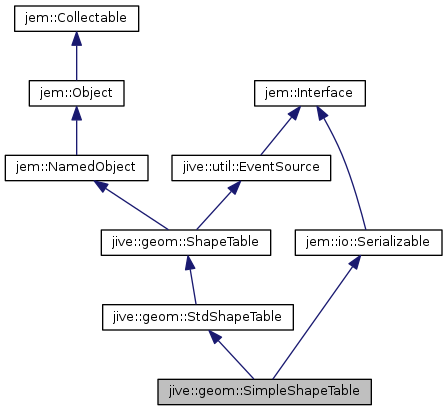 jem::Collectable
jem::Object
jem::Interface
jem::NamedObject
jive::util::EventSource
jive::geom::ShapeTable
jem::io::Serializable
jive::geom::StdShapeTable
jive::geom::SimpleShapeTable